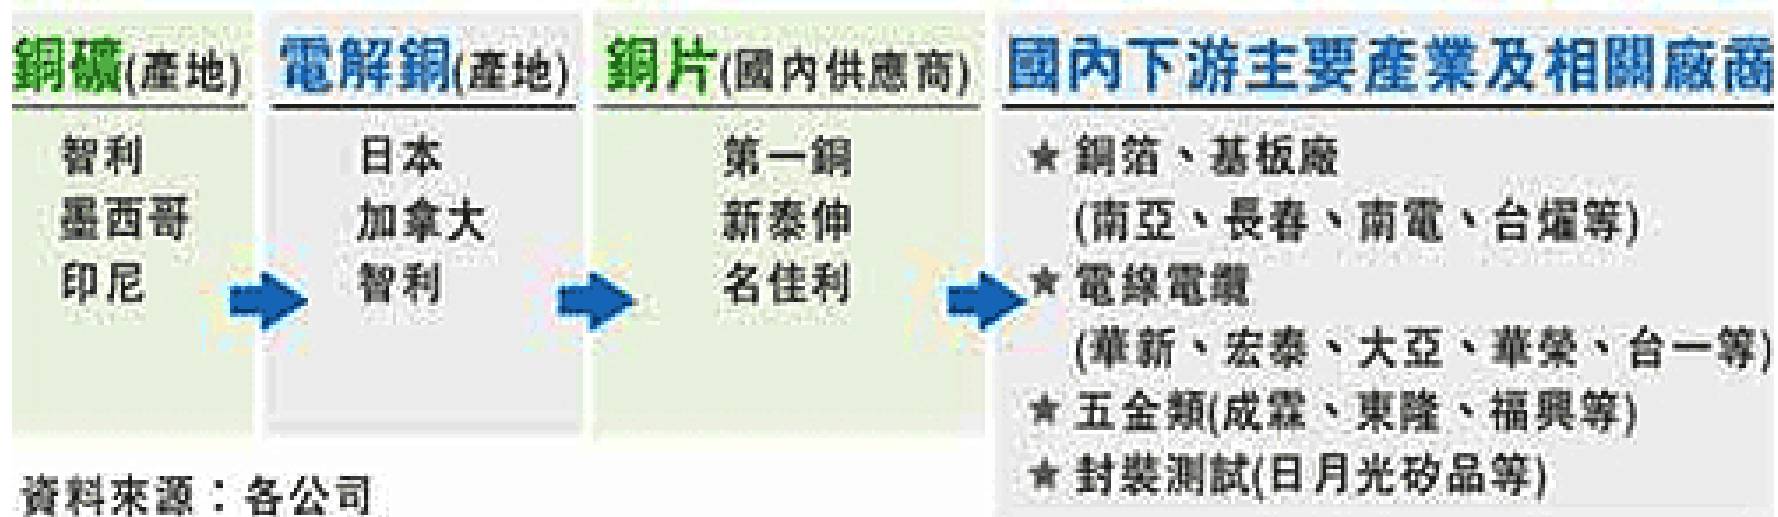 銅礦(產地)
智利
墨西哥
印尼
電解銅(產地)
日本
加拿大
智利
銅片(國內供應商)
第一銅
新泰伸
名佳利
國內下游主要產業及相關廠商
★銅箔、基板廠
(南亞、長春、南電、台燿等)
★電線電纜
(華新、宏泰、大亞、華榮、台一等)
★五金類(成霖、東隆、福興等)
★封裝測試(日月光矽品等)
資料來源：各公司